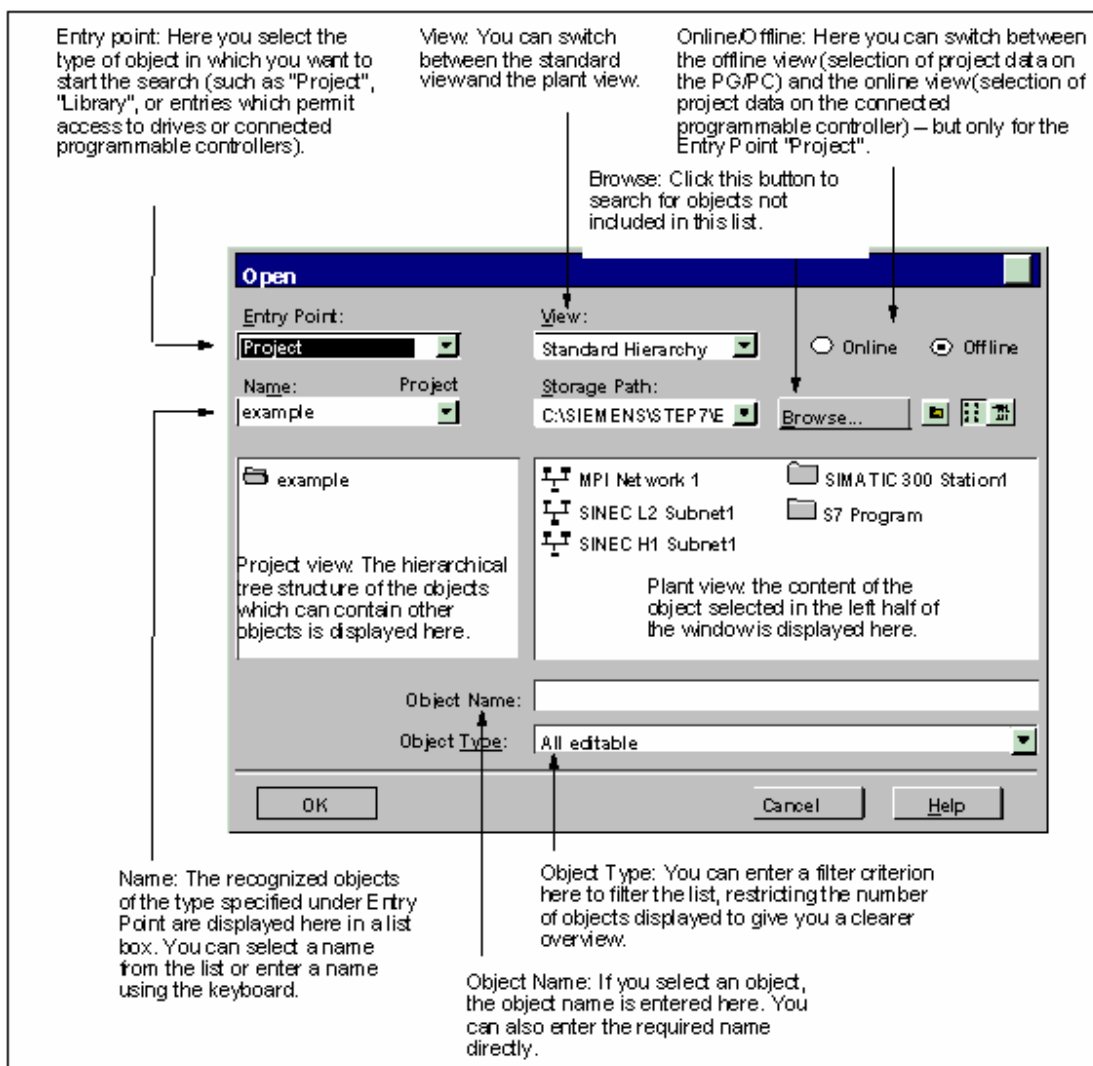 Entry point: Here you select the
type of object in which you want to
start the search (such as "Project",
"Library", or entries which permit
access to drives or connected
programmable controllers).
View: You can switch
between the standard
viewand the plant view.
Online/Offline: Here you can switch between
the offline view (selection of project data on
the PG/PC) and the online view (selection of
project data on the connected
programmable controller) – but only for the
Entry Point "Project".
Browse: Click this button to
search for objects not
included in this list.
Open
Entry Point:
View:
Project
Standard Hierarchy
Online
Offline
Name:
Project
Storage Path:
example
C:\SIEMENS\STEP7\E
Browse...
example
MPI Network 1
SIMATIC 300 Station1
SINEC L2 Subnet1
S7 Program
SINEC H1 Subnet1
Project view: The hierarchical
tree structure of the objects
which can contain other
objects is displayed here.
Plant view: the content of the
object selected in the left half of
the window is displayed here.
Object Name:
Object Type:
All editable
OK
Cancel
Help
Name: The recognized objects
of the type specified under Entry
Point are displayed here in a list
box. You can select a name
from the list or enter a name
using the keyboard.
Object Type: You can enter a filter criterion
here to filter the list, restricting the number
of objects displayed to give you a clearer
overview.
Object Name: If you select an object,
the object name is entered here. You
can also enter the required name
directly.